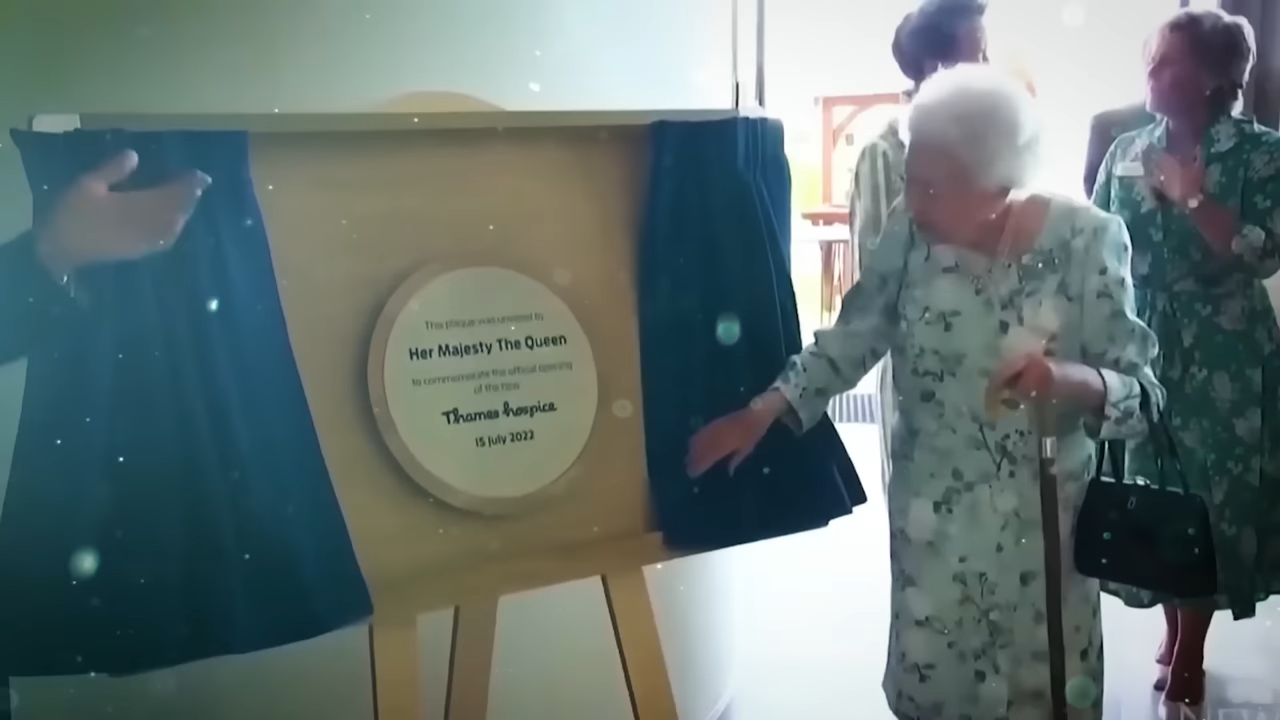 This plaque was unveiled by
Her Majesty The Queen
to commemorate the official opening
of the new
Thames hospice
15 July 2022